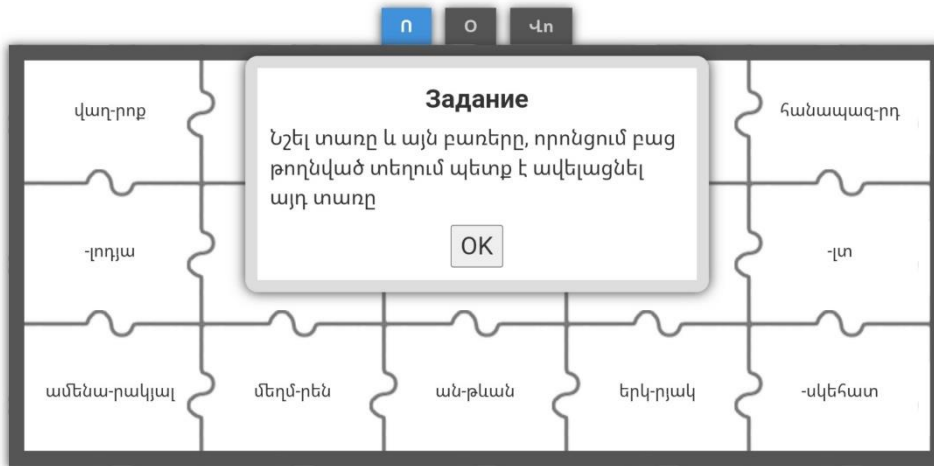 Ո Օ Վո
վաղ-րոք
հանապազ-րդ
Задание
Նշել տառը և այն բառերը, որոնցում բաց
թողնված տեղում պետք է ավելացնել
այդ տառը
OK
-լոդյա
-լտ
ամենա-րակյալ
մեղմ-րեն
ան-թևան
երկ-րյակ
-սկեհատ